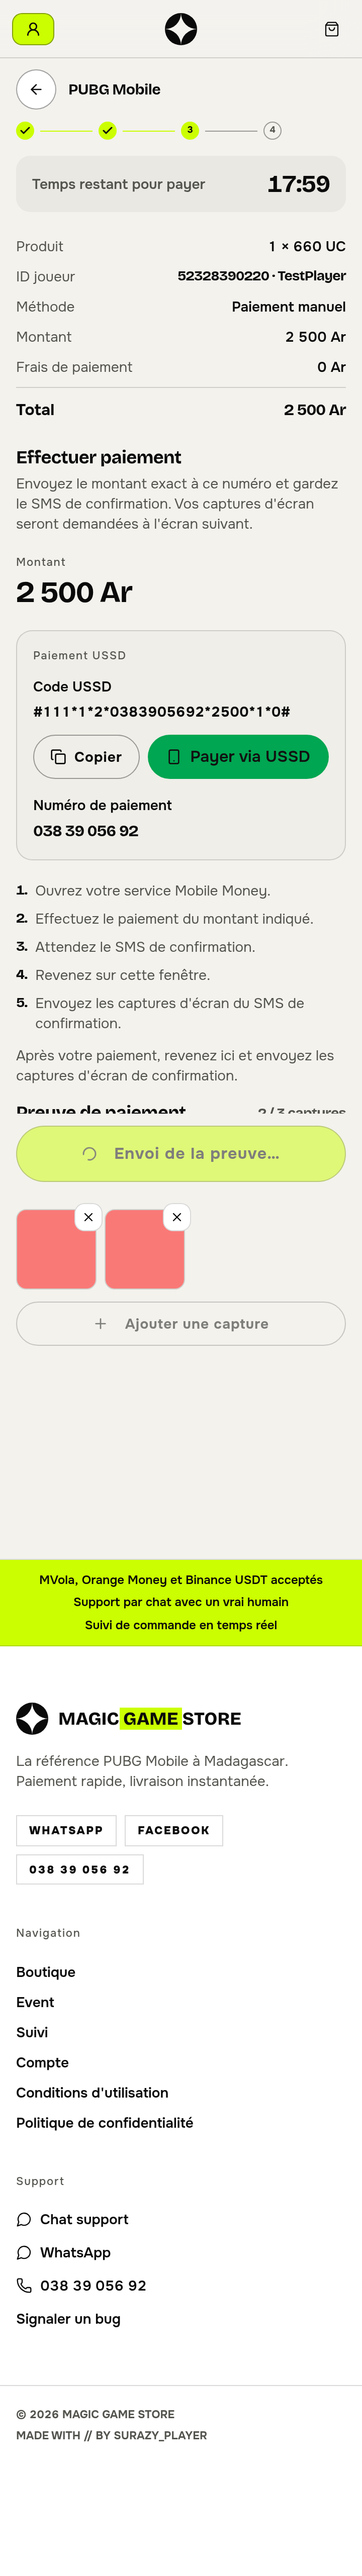 PUBG Mobile
3
4
Temps restant pour payer 17:59
Produit 1 × 660 UC
ID joueur 52328390220 · TestPlayer
Méthode Paiement manuel
Montant 2 500 Ar
Frais de paiement 0 Ar
Total 2 500 Ar
Effectuer paiement
Envoyez le montant exact à ce numéro et gardez
le SMS de confirmation. Vos captures d'écran
seront demandées à l'écran suivant.
Montant
2 500 Ar
Paiement USSD
Code USSD
#111*1*2*0383905692*2500*1*0#
Copier
Payer via USSD
Numéro de paiement
038 39 056 92
1. Ouvrez votre service Mobile Money.
2. Effectuez le paiement du montant indiqué.
3. Attendez le SMS de confirmation.
4. Revenez sur cette fenêtre.
5. Envoyez les captures d'écran du SMS de
confirmation.
Après votre paiement, revenez ici et envoyez les
captures d'écran de confirmation.
Preuve de paiement 2 / 3 captures
Envoi de la preuve…
Ajouter une capture
MVola, Orange Money et Binance USDT acceptés
Support par chat avec un vrai humain
Suivi de commande en temps réel
MAGIC GAME STORE
La référence PUBG Mobile à Madagascar.
Paiement rapide, livraison instantanée.
WHATSAPP
FACEBOOK
038 39 056 92
Navigation
Boutique
Event
Suivi
Compte
Conditions d'utilisation
Politique de confidentialité
Support
Chat support
WhatsApp
038 39 056 92
Signaler un bug
© 2026 MAGIC GAME STORE
MADE WITH // BY SURAZY_PLAYER